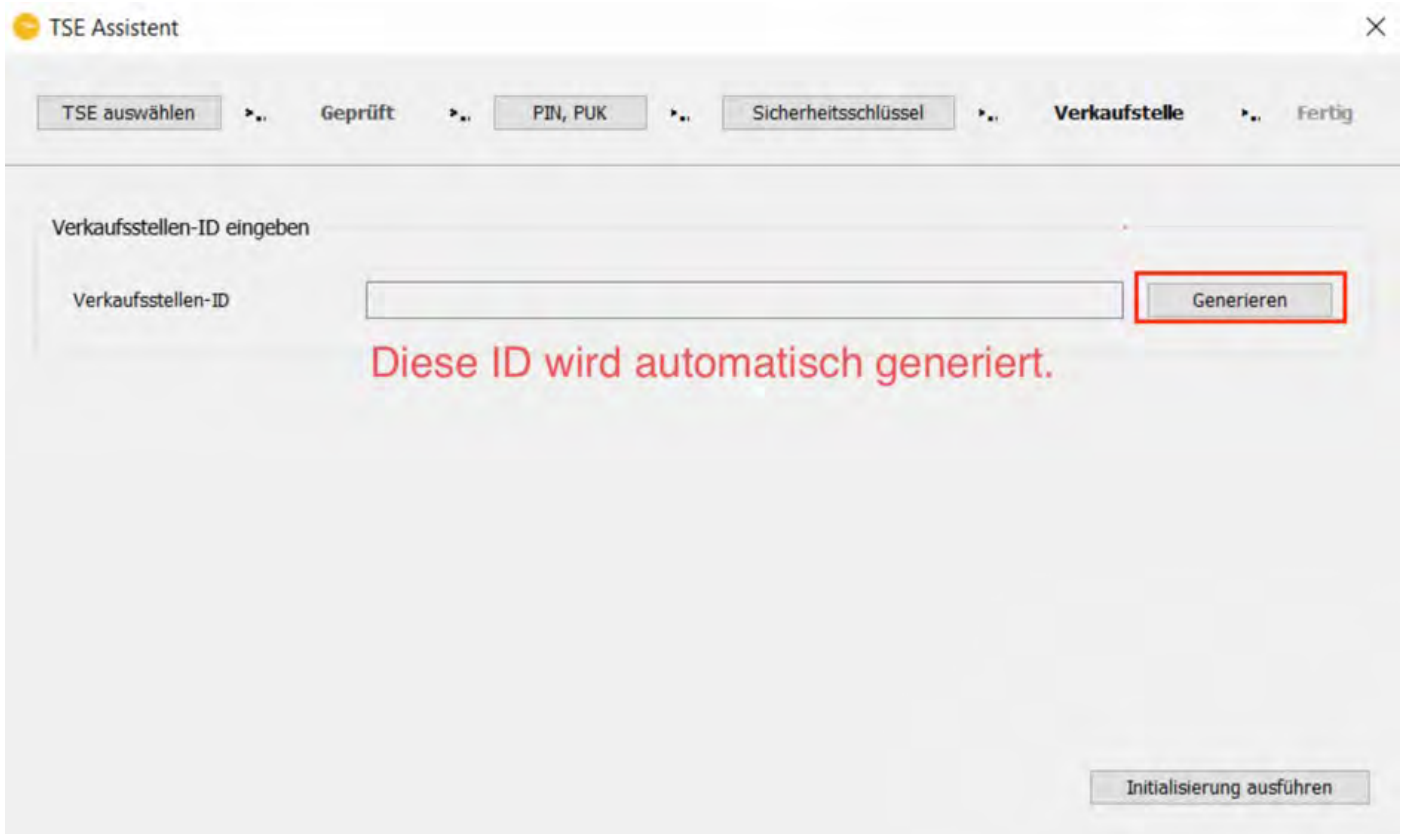 TSE Assistent
TSE auswählen Geprüft PIN, PUK Sicherheitsschlüssel Verkaufstelle Fertig
Verkaufsstellen-ID eingeben
Verkaufsstellen-ID Generieren
Diese ID wird automatisch generiert.
Initialisierung ausführen